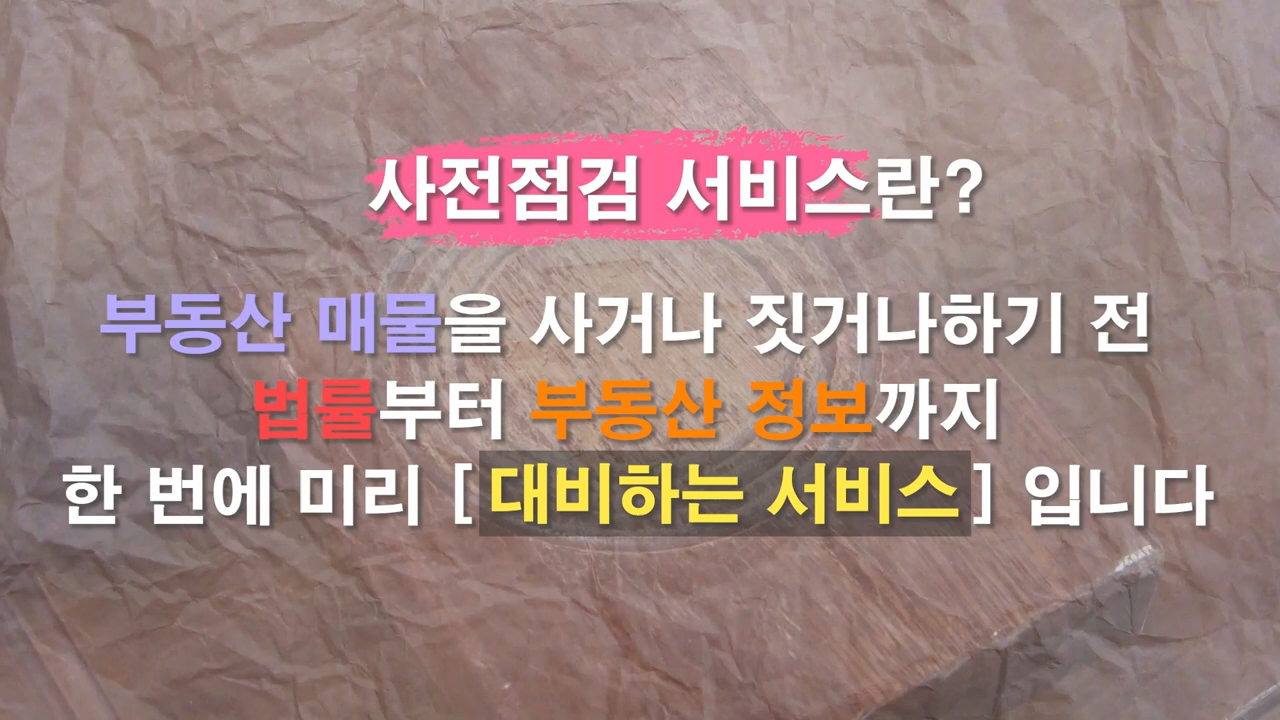 사전점검 서비스란?
부동산 매물을 사거나 짓거나하기 전
법률부터 부동산 정보까지
한 번에 미리 [대비하는 서비스] 입니다